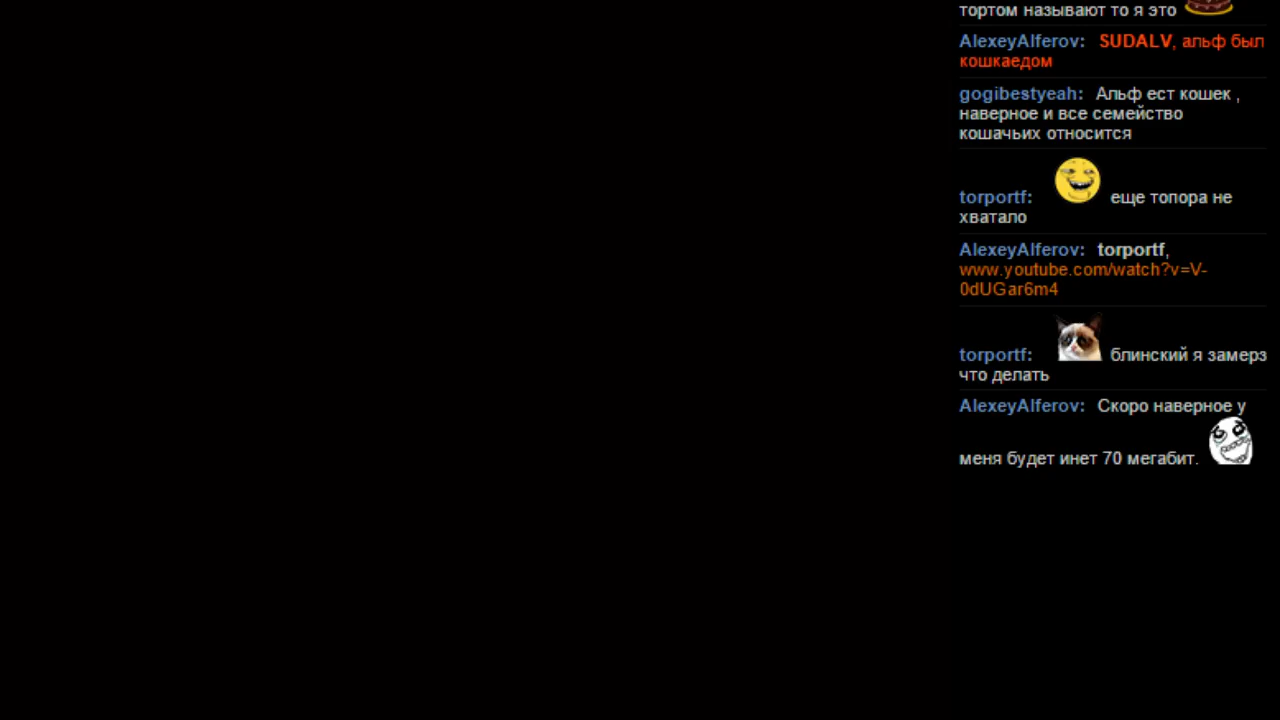 тортом называют то я это
AlexeyAlferov: SUDALV, альф был
кошкаедом
gogibestyeah: Альф ест кошек ,
наверное и все семейство
кошачьих относится
torportf: еще топора не
хватало
AlexeyAlferov: torportf,
www.youtube.com/watch?v=V-
0dUGar6m4
torportf: блинский я замерз
что делать
AlexeyAlferov: Скоро наверное у
меня будет инет 70 мегабит.